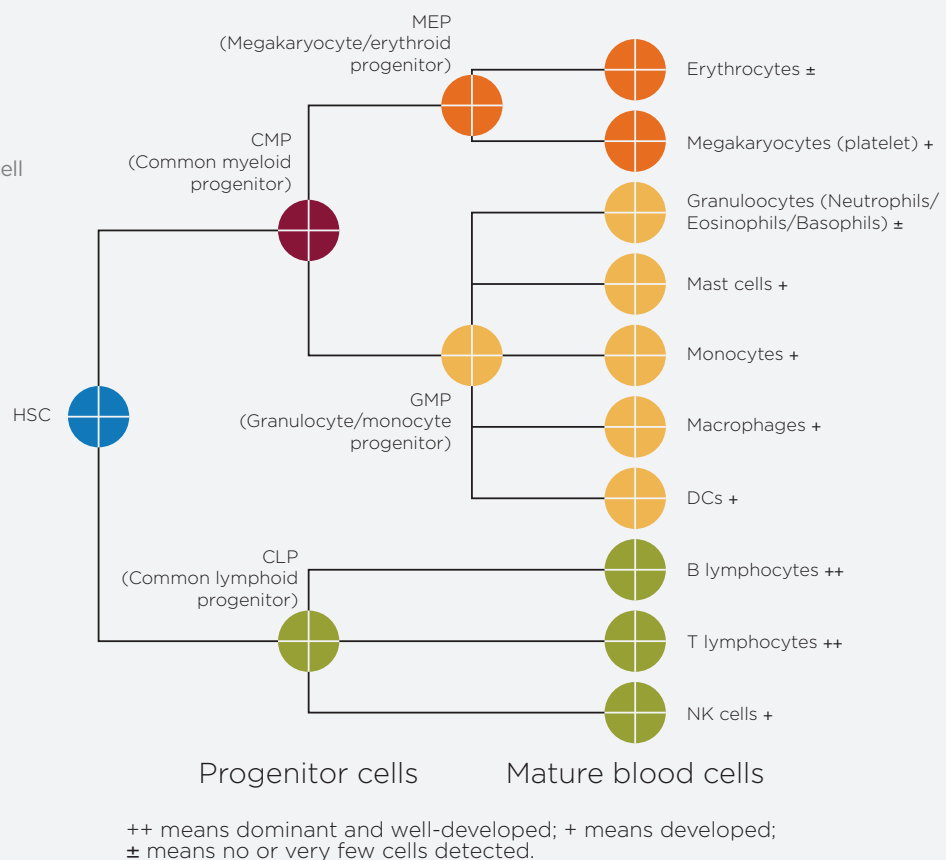 MEP
(Megakaryocyte/erythroid
progenitor)
Erythrocytes ±
CMP
(Common myeloid
progenitor)
Megakaryocytes (platelet) +
ell
Granuloocytes (Neutrophils/
Eosinophils/Basophils) ±
Mast cells +
Monocytes +
HSC
GMP
(Granulocyte/monocyte
progenitor)
Macrophages +
DCs +
CLP
(Common lymphoid
progenitor)
B lymphocytes ++
T lymphocytes ++
NK cells +
Progenitor cells
Mature blood cells
++ means dominant and well-developed; + means developed;
± means no or very few cells detected.